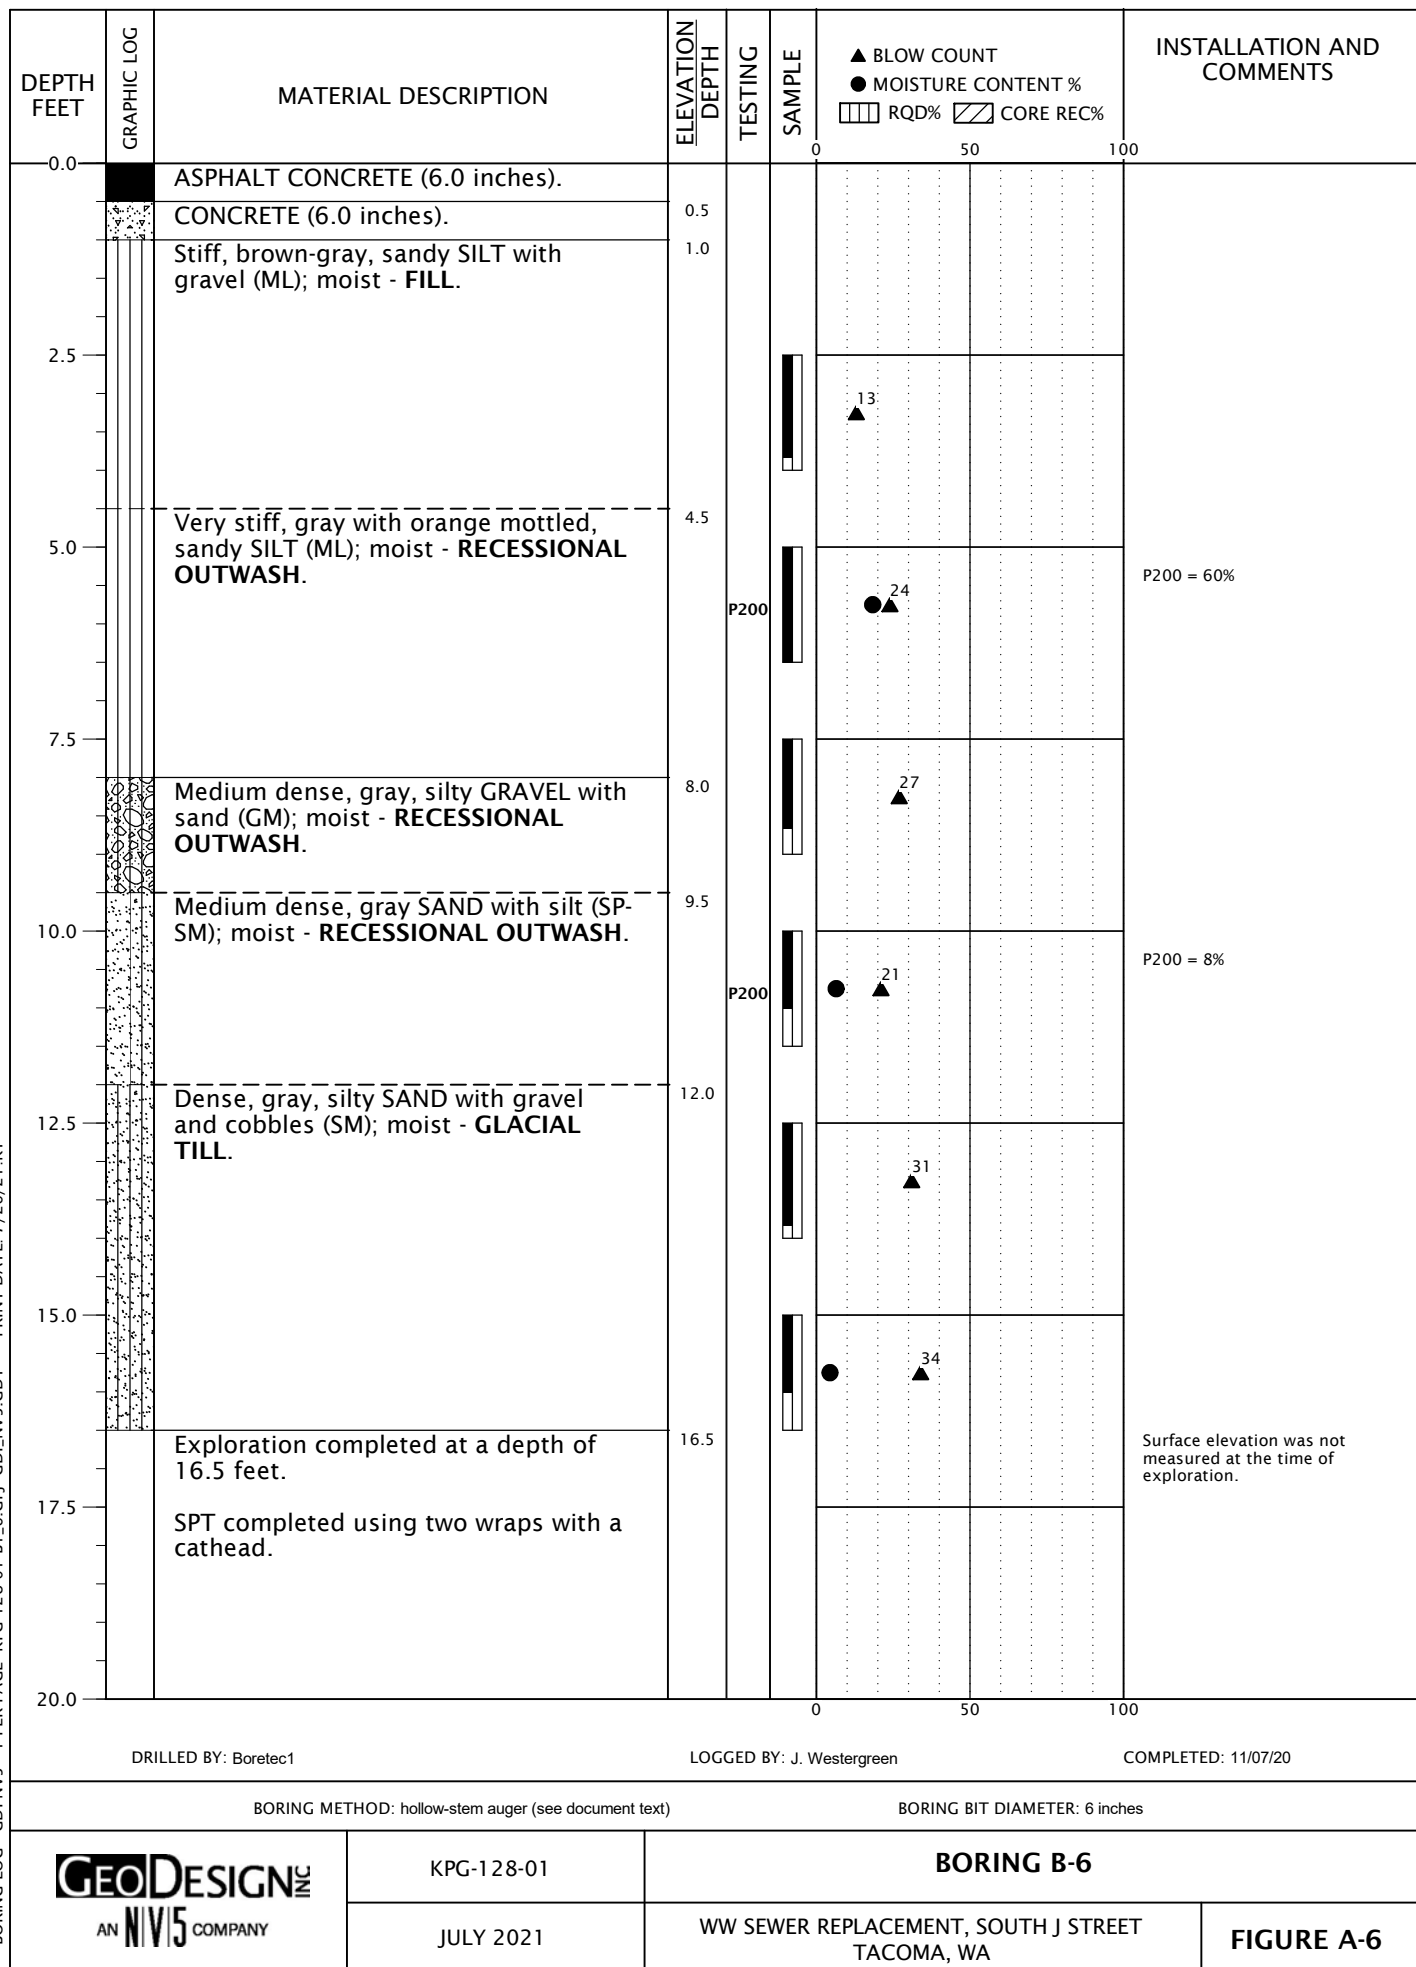 DEPTH
FEET
GRAPHIC LOG
MATERIAL DESCRIPTION
ELEVATION
DEPTH
TESTING
SAMPLE
▲ BLOW COUNT
● MOISTURE CONTENT %
RQD% CORE REC%
INSTALLATION AND
COMMENTS
0 50 100
0.0
ASPHALT CONCRETE (6.0 inches).
0.5
CONCRETE (6.0 inches).
1.0
Stiff, brown-gray, sandy SILT with
gravel (ML); moist - FILL.
2.5
13
4.5
Very stiff, gray with orange mottled,
sandy SILT (ML); moist - RECESSIONAL
OUTWASH.
5.0
P200
24
P200 = 60%
7.5
27
8.0
Medium dense, gray, silty GRAVEL with
sand (GM); moist - RECESSIONAL
OUTWASH.
9.5
Medium dense, gray SAND with silt (SP-
SM); moist - RECESSIONAL OUTWASH.
10.0
P200
21
P200 = 8%
12.0
Dense, gray, silty SAND with gravel
and cobbles (SM); moist - GLACIAL
TILL.
12.5
31
15.0
34
16.5
Exploration completed at a depth of
16.5 feet.
SPT completed using two wraps with a
cathead.
Surface elevation was not
measured at the time of
exploration.
17.5
20.0
0 50 100
DRILLED BY: Boretec1
LOGGED BY: J. Westergreen
COMPLETED: 11/07/20
BORING METHOD: hollow-stem auger (see document text)
BORING BIT DIAMETER: 6 inches
GEODESIGN INC
AN N|V|5 COMPANY
KPG-128-01
JULY 2021
BORING B-6
WW SEWER REPLACEMENT, SOUTH J STREET
TACOMA, WA
FIGURE A-6